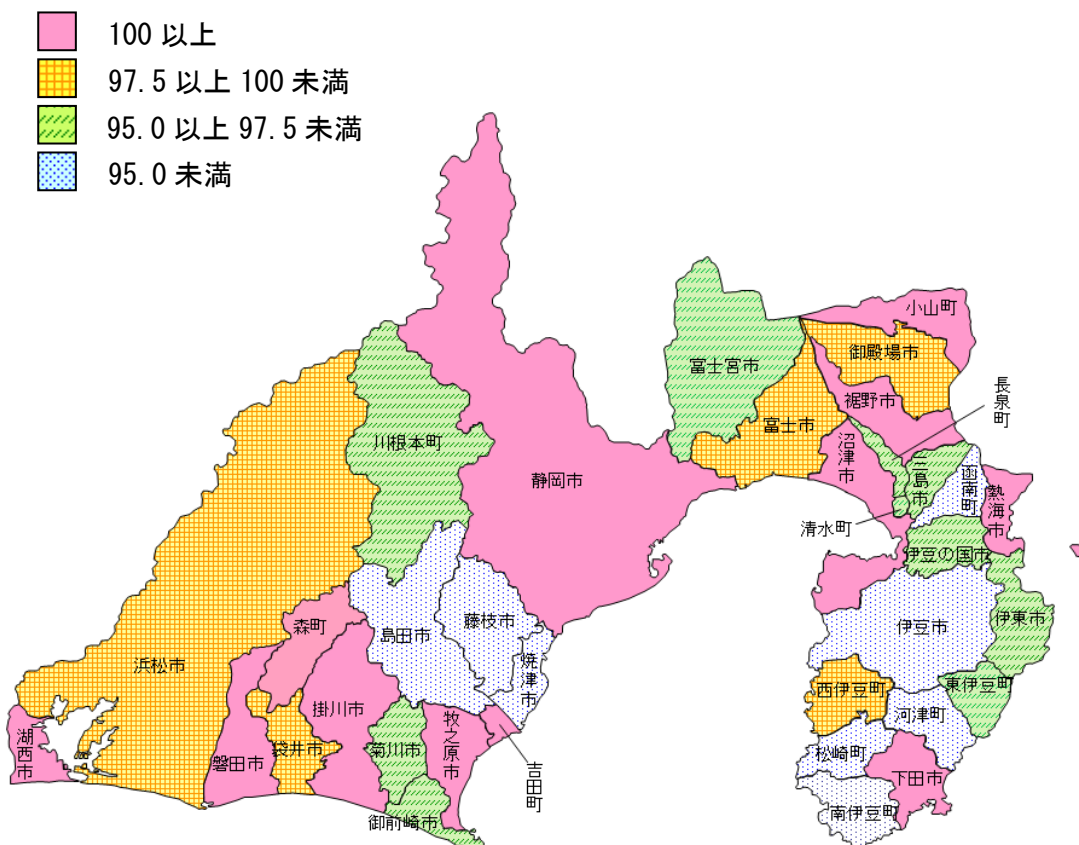 100 以上
97.5 以上 100 未満
95.0 以上 97.5 未満
95.0 未満
小山町
御殿場市
富士宮市
長泉町
裾野市
富士市
川根本町
沼津市
三島市
函南町
静岡市
熱海市
清水町
伊豆の国市
藤枝市
森町
島田市
伊東市
伊豆市
焼津市
浜松市
東伊豆町
西伊豆町
掛川市
河津町
牧之原市
湖西市
袋井市
菊川市
松崎町
磐田市
下田市
吉田町
御前崎市
南伊豆町